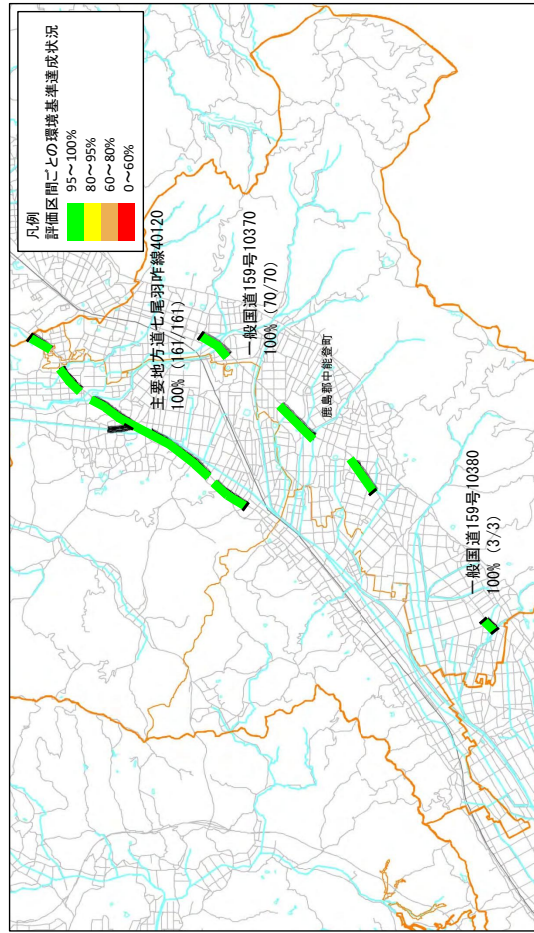 凡例
評価区間ごとの環境基準達成状況
95～100%
80～95%
60～80%
0～60%
主要地方道七尾羽咋線40120
100% (161/161)
一般国道159号10370
100% (70/70)
鹿島郡中能登町
一般国道159号10380
100% (3/3)